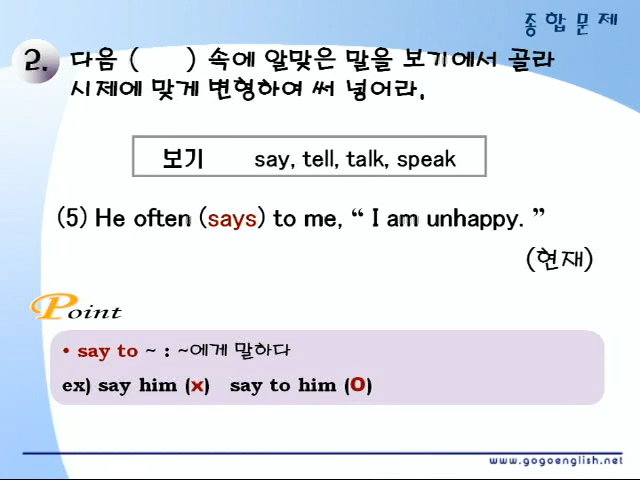 종합문제
2. 다음 (     ) 속에 알맞은 말을 보기에서 골라
시제에 맞게 변형하여 써 넣어라.
보기 say, tell, talk, speak
(5) He often (says) to me, “ I am unhappy. ”
(현재)
Point
• say to ~ : ~에게 말하다
ex) say him (x) say to him (O)
www.gogoenglish.net